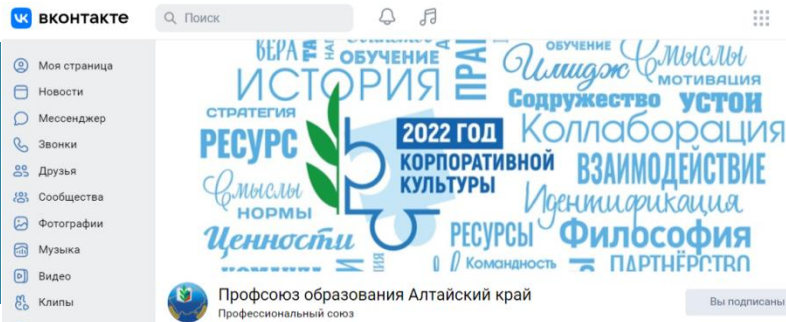 вконтакте
Поиск
Моя страница
Новости
Мессенджер
Звонки
Друзья
Сообщества
Фотографии
Музыка
Видео
Клипы
ВЕРА
ОБУЧЕНИЕ
ИСТОРИЯ
СТРАТЕГИЯ
РЕСУРС
Смыслы
НОРМЫ
Ценности
КОМАНДА
2022 ГОД
КОРПОРАТИВНОЙ
КУЛЬТУРЫ
ОБУЧЕНИЕ
Имидж
Смыслы
МОТИВАЦИЯ
Содружество
УСТОИ
Коллаборация
ВЗАИМОДЕЙСТВИЕ
Идентификация
РЕСУРСЫ
Философия
Командность
ПАРТНЁРСТВО
Профсоюз образования Алтайский край
Профессиональный союз
Вы подписаны